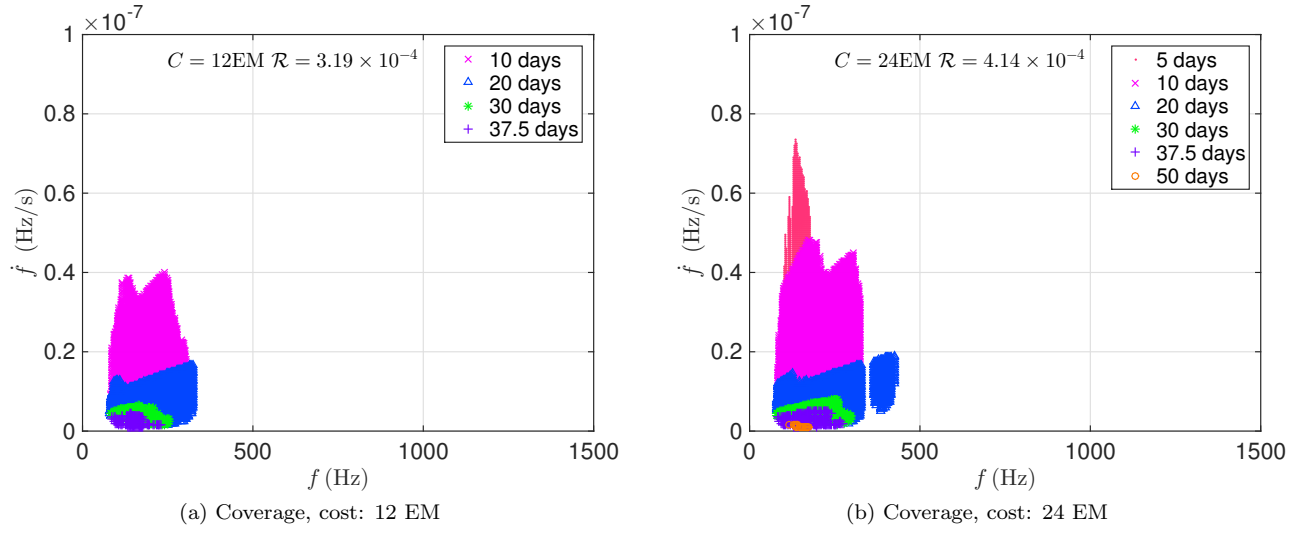 ×10⁻⁷
C = 12EM R = 3.19 × 10⁻⁴
10 days
20 days
30 days
37.5 days
1
0.8
0.6
0.4
0.2
0
ḟ (Hz/s)
0 500 1000 1500
f (Hz)
(a) Coverage, cost: 12 EM
×10⁻⁷
C = 24EM R = 4.14 × 10⁻⁴
5 days
10 days
20 days
30 days
37.5 days
50 days
1
0.8
0.6
0.4
0.2
0
ḟ (Hz/s)
0 500 1000 1500
f (Hz)
(b) Coverage, cost: 24 EM